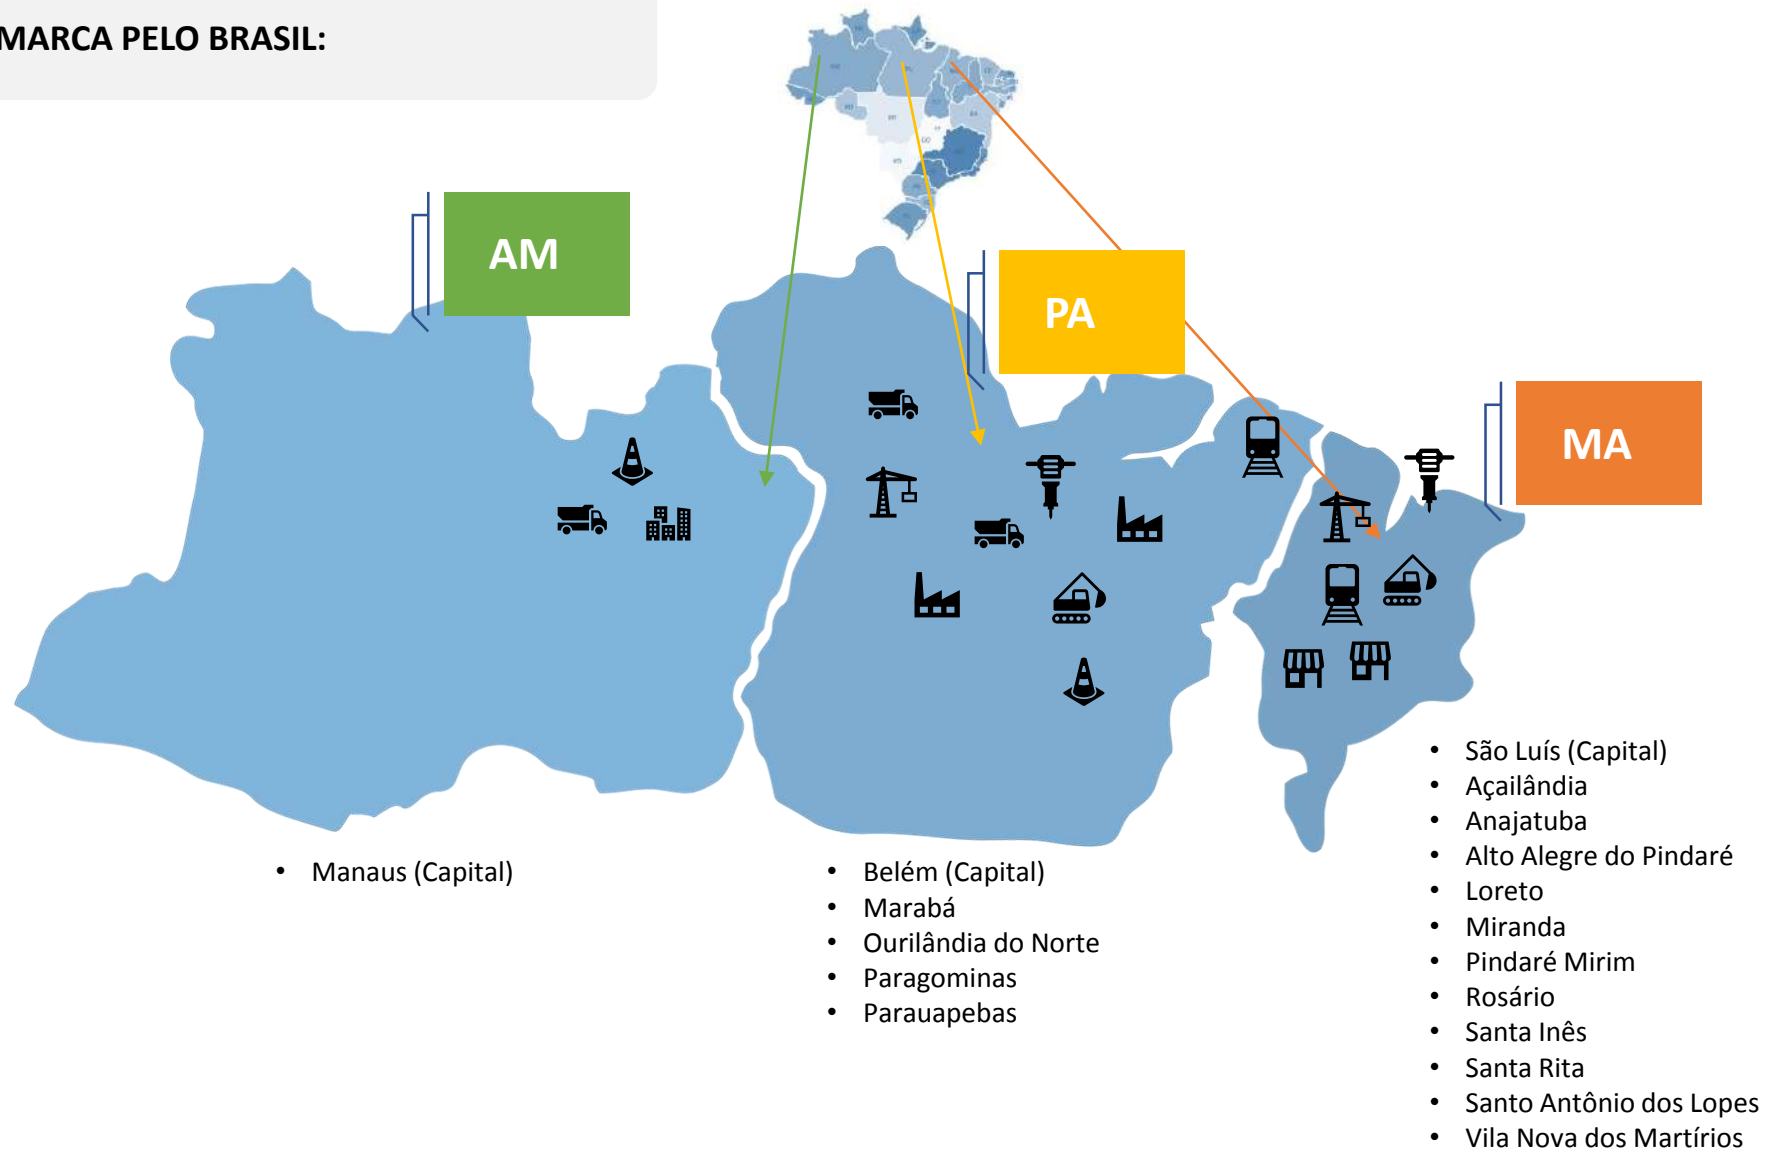 MARCA PELO BRASIL:
AM
PA
MA
• Manaus (Capital)
• Belém (Capital)
• Marabá
• Ourilândia do Norte
• Paragominas
• Parauapebas
• São Luís (Capital)
• Açailândia
• Anajatuba
• Alto Alegre do Pindaré
• Loreto
• Miranda
• Pindaré Mirim
• Rosário
• Santa Inês
• Santa Rita
• Santo Antônio dos Lopes
• Vila Nova dos Martírios